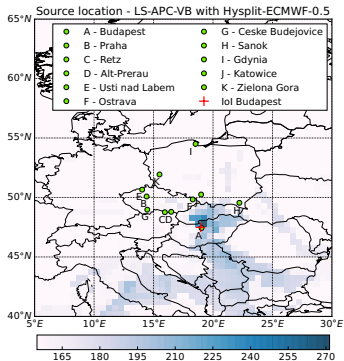 Source location - LS-APC-VB with Hysplit-ECMWF-0.5
65°N
A - Budapest
B - Praha
C - Retz
D - Alt-Prerau
E - Usti nad Labem
F - Ostrava
G - Ceske Budejovice
H - Sanok
I - Gdynia
J - Katowice
K - Zielona Gora
IoI Budapest
60°N
55°N
I
K
50°N
E
B
J
F
H
G
CD
A
45°N
40°N
5°E
10°E
15°E
20°E
25°E
30°E
165
180
195
210
225
240
255
270